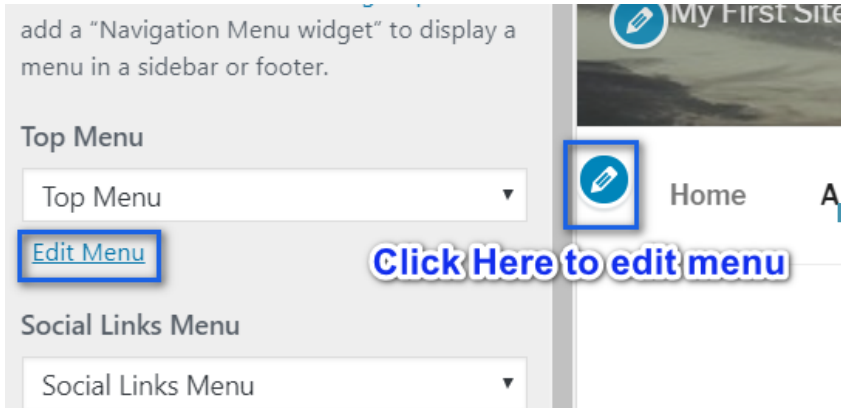 add a “Navigation Menu widget” to display a
menu in a sidebar or footer.
My First Site
Top Menu
Top Menu
Edit Menu
Home
Click Here to edit menu
Social Links Menu
Social Links Menu